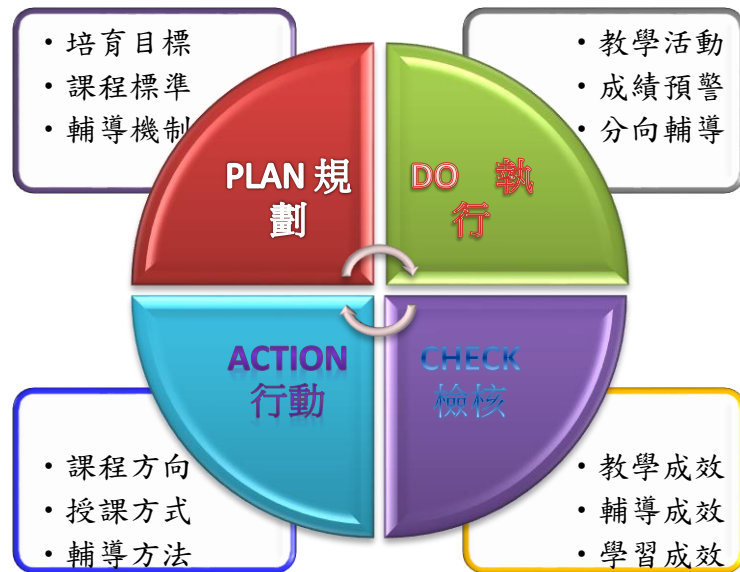 • 培育目標
• 課程標準
• 輔導機制
• 教學活動
• 成績預警
• 分向輔導
PLAN 規
劃
DO 執
行
ACTION
行動
CHECK
檢核
• 課程方向
• 授課方式
• 輔導方法
• 教學成效
• 輔導成效
• 學習成效